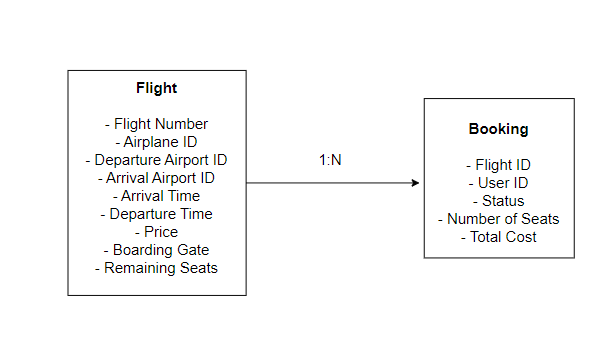 Flight
- Flight Number
- Airplane ID
- Departure Airport ID
- Arrival Airport ID
- Arrival Time
- Departure Time
- Price
- Boarding Gate
- Remaining Seats
1:N
Booking
- Flight ID
- User ID
- Status
- Number of Seats
- Total Cost